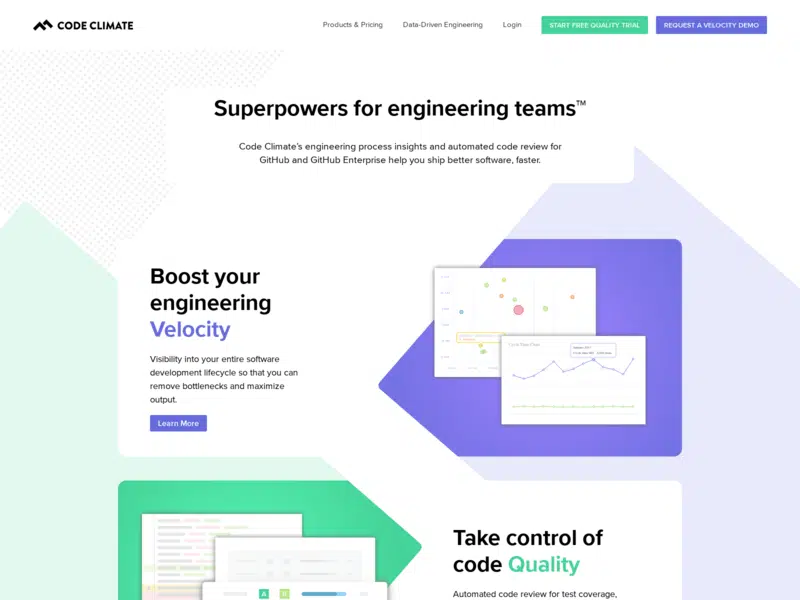 CODE CLIMATE
Products & Pricing
Data-Driven Engineering
Login
START FREE QUALITY TRIAL
REQUEST A VELOCITY DEMO
Superpowers for engineering teams™
Code Climate’s engineering process insights and automated code review for
GitHub and GitHub Enterprise help you ship better software, faster.
Boost your
engineering
Velocity
Visibility into your entire software
development lifecycle so that you can
remove bottlenecks and maximize
output.
Learn More
Take control of
code Quality
Automated code review for test coverage,
A
B